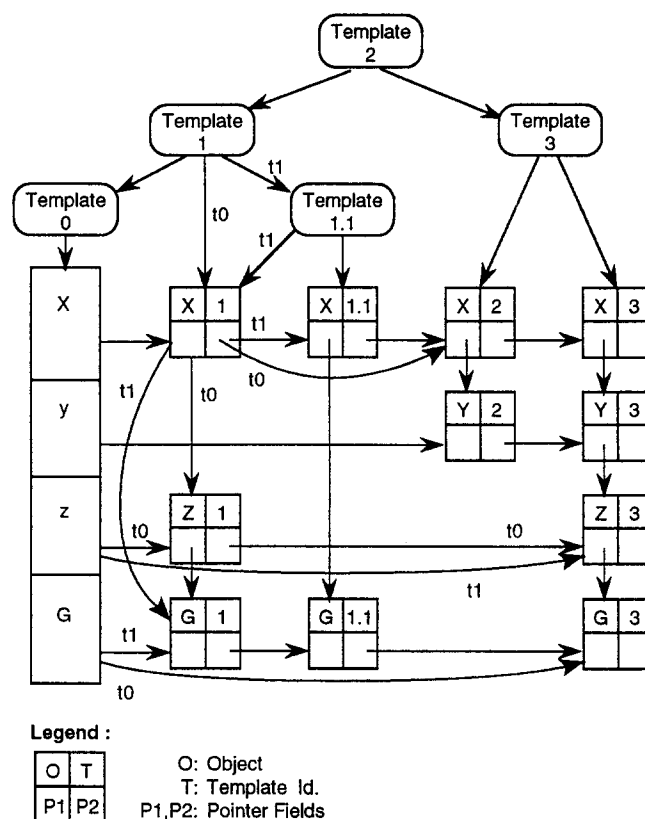 Template
2
Template
1
Template
3
t1
Template
0
t0
Template
1.1
t1
X
X 1
t1
X 1.1
X 2
X 3
t1
t0
t0
y
Y 2
Y 3
z
Z 1
Z 3
t0
t0
t1
G
G 1
G 1.1
G 3
t1
t0
Legend :
O T
P1 P2
O: Object
T: Template Id.
P1,P2: Pointer Fields